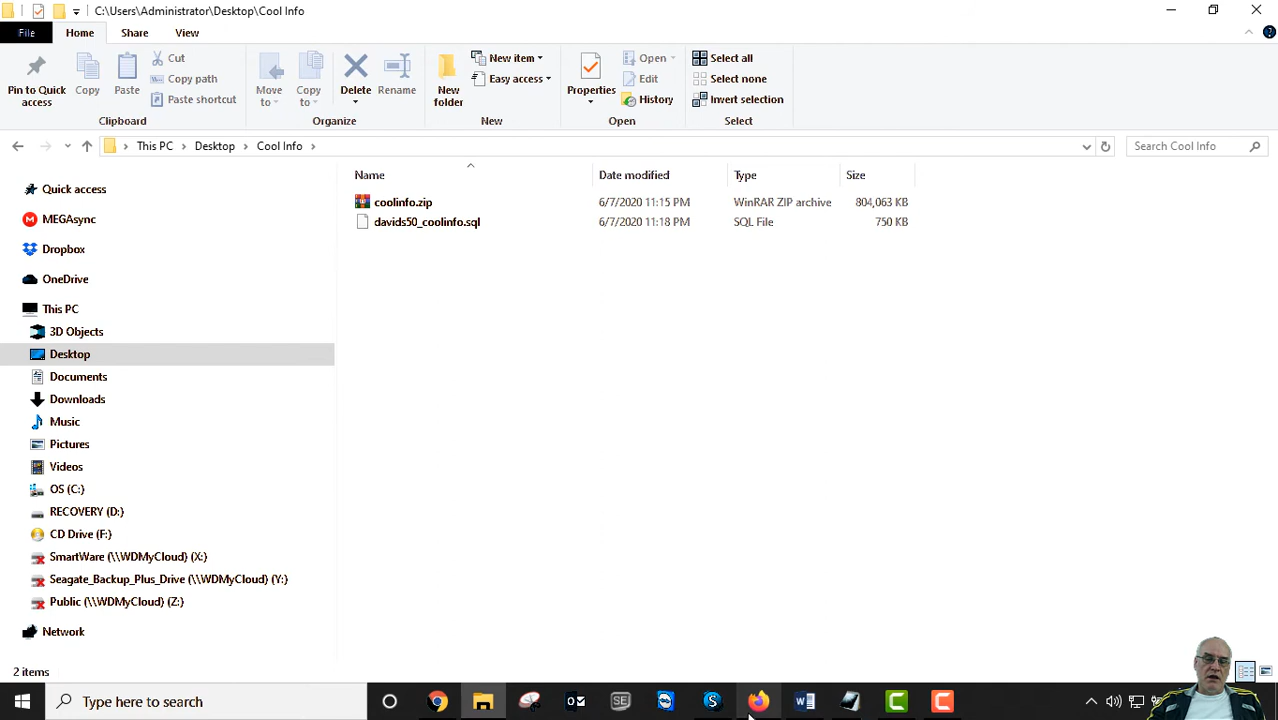 C:\Users\Administrator\Desktop\Cool Info
File Home Share View
Pin to Quick access
Copy
Paste
Cut
Copy path
Paste shortcut
Clipboard
Move to
Copy to
Delete
Rename
Organize
New folder
New item
Easy access
New
Properties
Open
Edit
History
Open
Select all
Select none
Invert selection
Select
This PC > Desktop > Cool Info >
Search Cool Info
Name Date modified Type Size
coolinfo.zip 6/7/2020 11:15 PM WinRAR ZIP archive 804,063 KB
davids50_coolinfo.sql 6/7/2020 11:18 PM SQL File 750 KB
Quick access
MEGAsync
Dropbox
OneDrive
This PC
3D Objects
Desktop
Documents
Downloads
Music
Pictures
Videos
OS (C:)
RECOVERY (D:)
CD Drive (F:)
SmartWare (\\WDMyCloud) (X:)
Seagate_Backup_Plus_Drive (\\WDMyCloud) (Y:)
Public (\\WDMyCloud) (Z:)
Network
2 items
Type here to search
SE